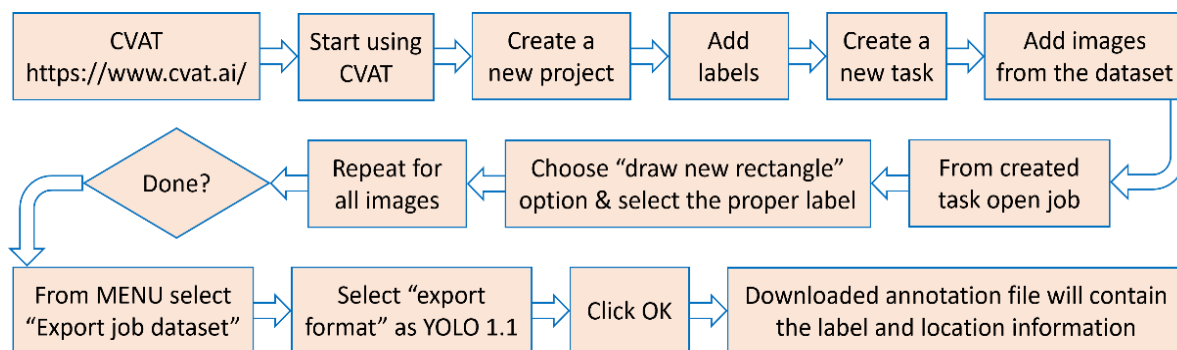 CVAT
https://www.cvat.ai/
Start using
CVAT
Create a
new project
Add
labels
Create a
new task
Add images
from the dataset
From created
task open job
Choose “draw new rectangle”
option & select the proper label
Repeat for
all images
Done?
From MENU select
“Export job dataset”
Select “export
format” as YOLO 1.1
Click OK
Downloaded annotation file will contain
the label and location information